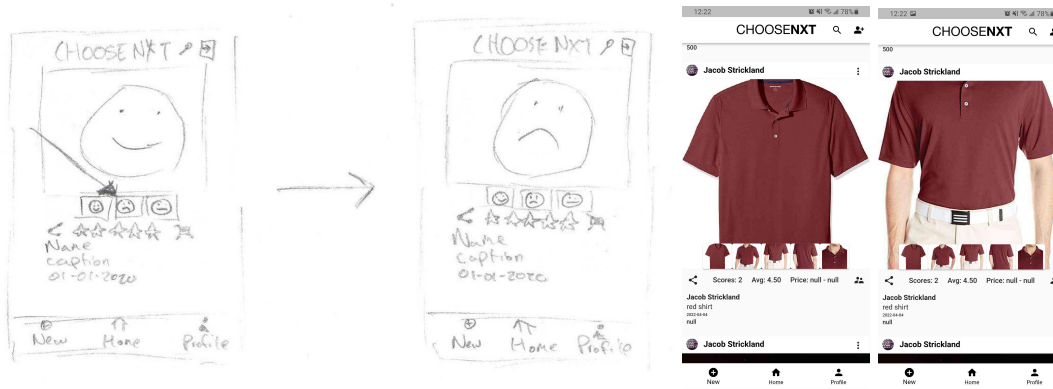 CHOOSE NXT
Name
caption
01-01-2020
New Home Profile
CHOOSE NXT
Name
caption
01-01-2020
New Home Profile
12:22 78%
CHOOSENXT
500
Jacob Strickland
Scores: 2 Avg: 4.50 Price: null - null
Jacob Strickland
red shirt
2022-04-04
null
Jacob Strickland
New Home Profile
12:22 78%
CHOOSENXT
500
Jacob Strickland
Scores: 2 Avg: 4.50 Price: null - null
Jacob Strickland
red shirt
2022-04-04
null
Jacob Strickland
New Home Profile